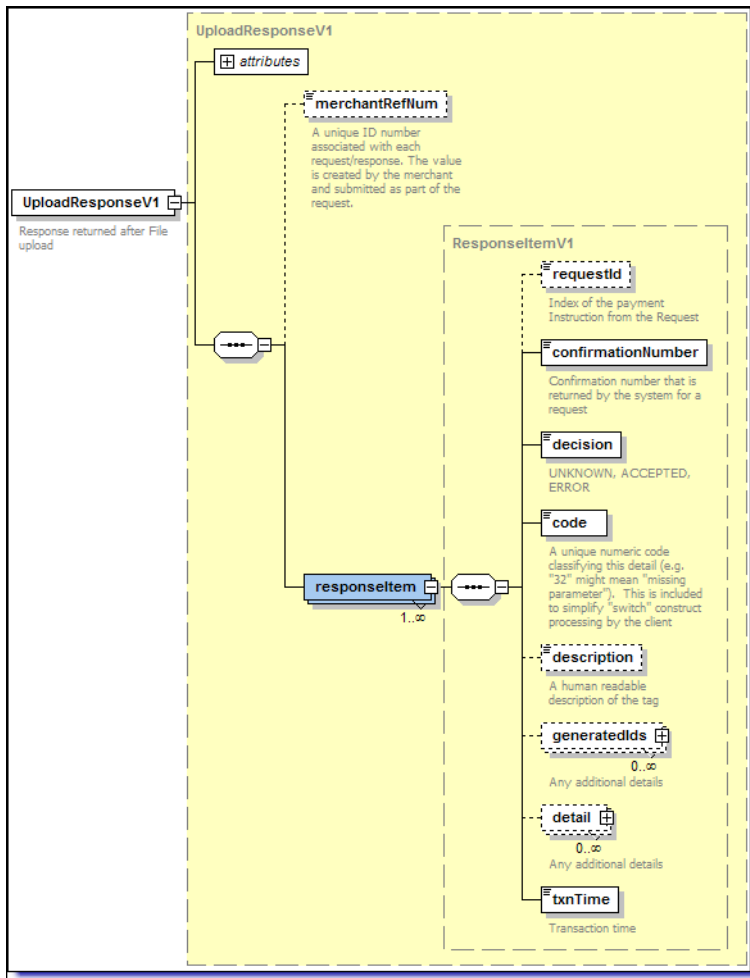 UploadResponseV1
attributes
merchantRefNum
A unique ID number
associated with each
request/response. The value
is created by the merchant
and submitted as part of the
request.
UploadResponseV1
Response returned after File
upload
ResponseItemV1
requestId
Index of the payment
Instruction from the Request
confirmationNumber
Confirmation number that is
returned by the system for a
request
decision
UNKNOWN, ACCEPTED,
ERROR
code
A unique numeric code
classifying this detail (e.g.
"32" might mean "missing
parameter"). This is included
to simplify "switch" construct
processing by the client
responseItem
1..∞
description
A human readable
description of the tag
generatedIds
0..∞
Any additional details
detail
0..∞
Any additional details
txnTime
Transaction time